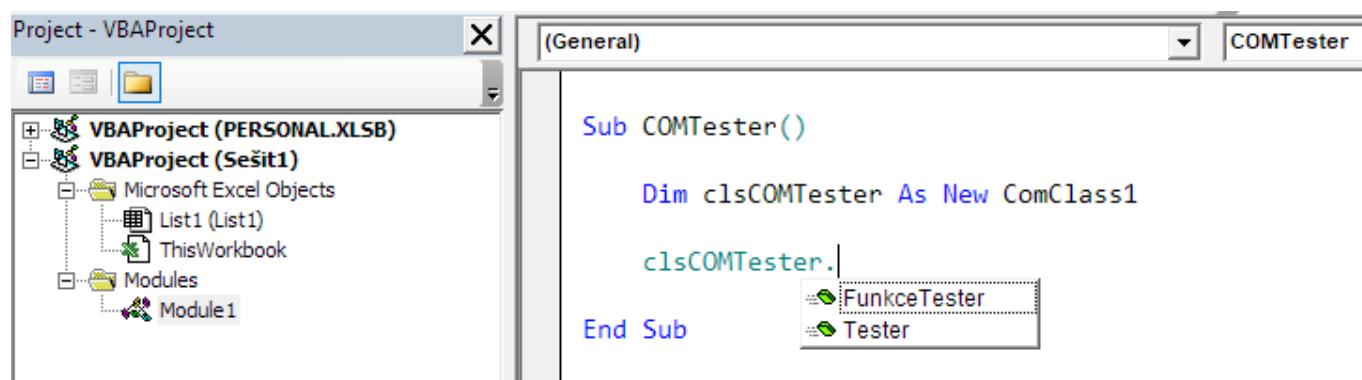 Project - VBAProject
VBAProject (PERSONAL.XLSB)
VBAProject (Sešit1)
Microsoft Excel Objects
List1 (List1)
ThisWorkbook
Modules
Module1
(General)
COMTester
Sub COMTester()
Dim clsCOMTester As New ComClass1
clsCOMTester.
FunkceTester
Tester
End Sub